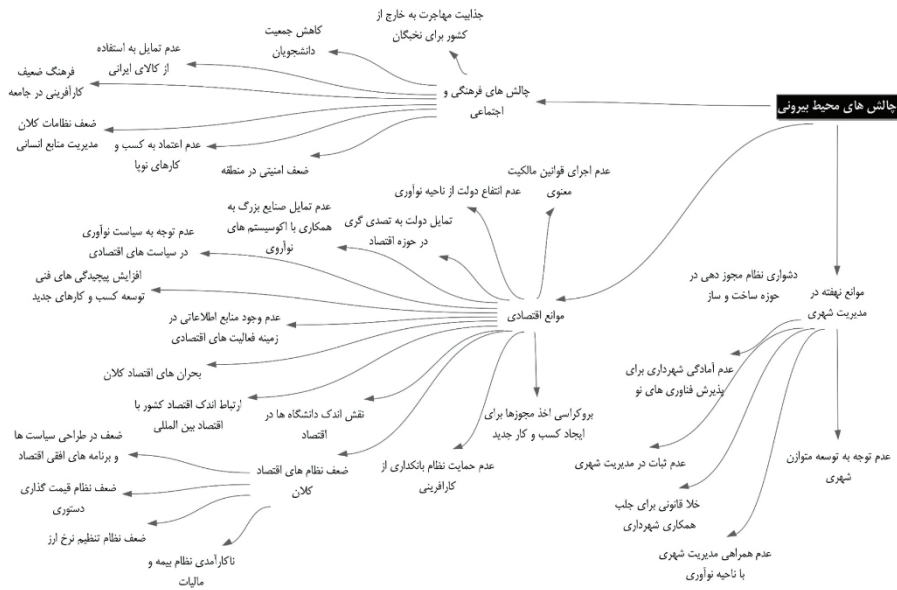 چالش های محیط بیرونی
چالش های فرهنگی و
اجتماعی
جذابیت مهاجرت به خارج از
کشور برای نخبگان
کاهش جمعیت
دانشجویان
عدم تمایل به استفاده
از کالای ایرانی
فرهنگ ضعیف
کارآفرینی در جامعه
ضعف نظامات کلان
مدیریت منابع انسانی
عدم اعتماد به کسب و
کارهای نوپا
ضعف امنیتی در منطقه
موانع اقتصادی
عدم اجرای قوانین مالکیت
معنوی
عدم انتفاع دولت از ناحیه نوآوری
تمایل دولت به تصدی گری
در حوزه اقتصاد
عدم تمایل صنایع بزرگ به
همکاری با اکوسیستم های
نوآروی
عدم توجه به سیاست نوآوری
در سیاست های اقتصادی
افزایش پیچیدگی های فنی
توسعه کسب و کارهای جدید
عدم وجود منابع اطلاعاتی در
زمینه فعالیت های اقتصادی
بحران های اقتصاد کلان
ارتباط اندک اقتصاد کشور با
اقتصاد بین المللی
نقش اندک دانشگاه ها در
اقتصاد
ضعف نظام های اقتصاد
کلان
ضعف در طراحی سیاست ها
و برنامه های افقی اقتصاد
ضعف نظام قیمت گذاری
دستوری
ضعف نظام تنظیم نرخ ارز
ناکارآمدی نظام بیمه و
مالیات
عدم حمایت نظام بانکداری از
کارافرینی
بروکراسی اخذ مجوزها برای
ایجاد کسب و کار جدید
موانع نهفته در
مدیریت شهری
دشواری نظام مجوز دهی در
حوزه ساخت و ساز
عدم آمادگی شهرداری برای
پذیرش فناوری های نو
عدم ثبات در مدیریت شهری
خلا قانونی برای جلب
همکاری شهرداری
عدم همراهی مدیریت شهری
با ناحیه نوآوری
عدم توجه به توسعه متوازن
شهری